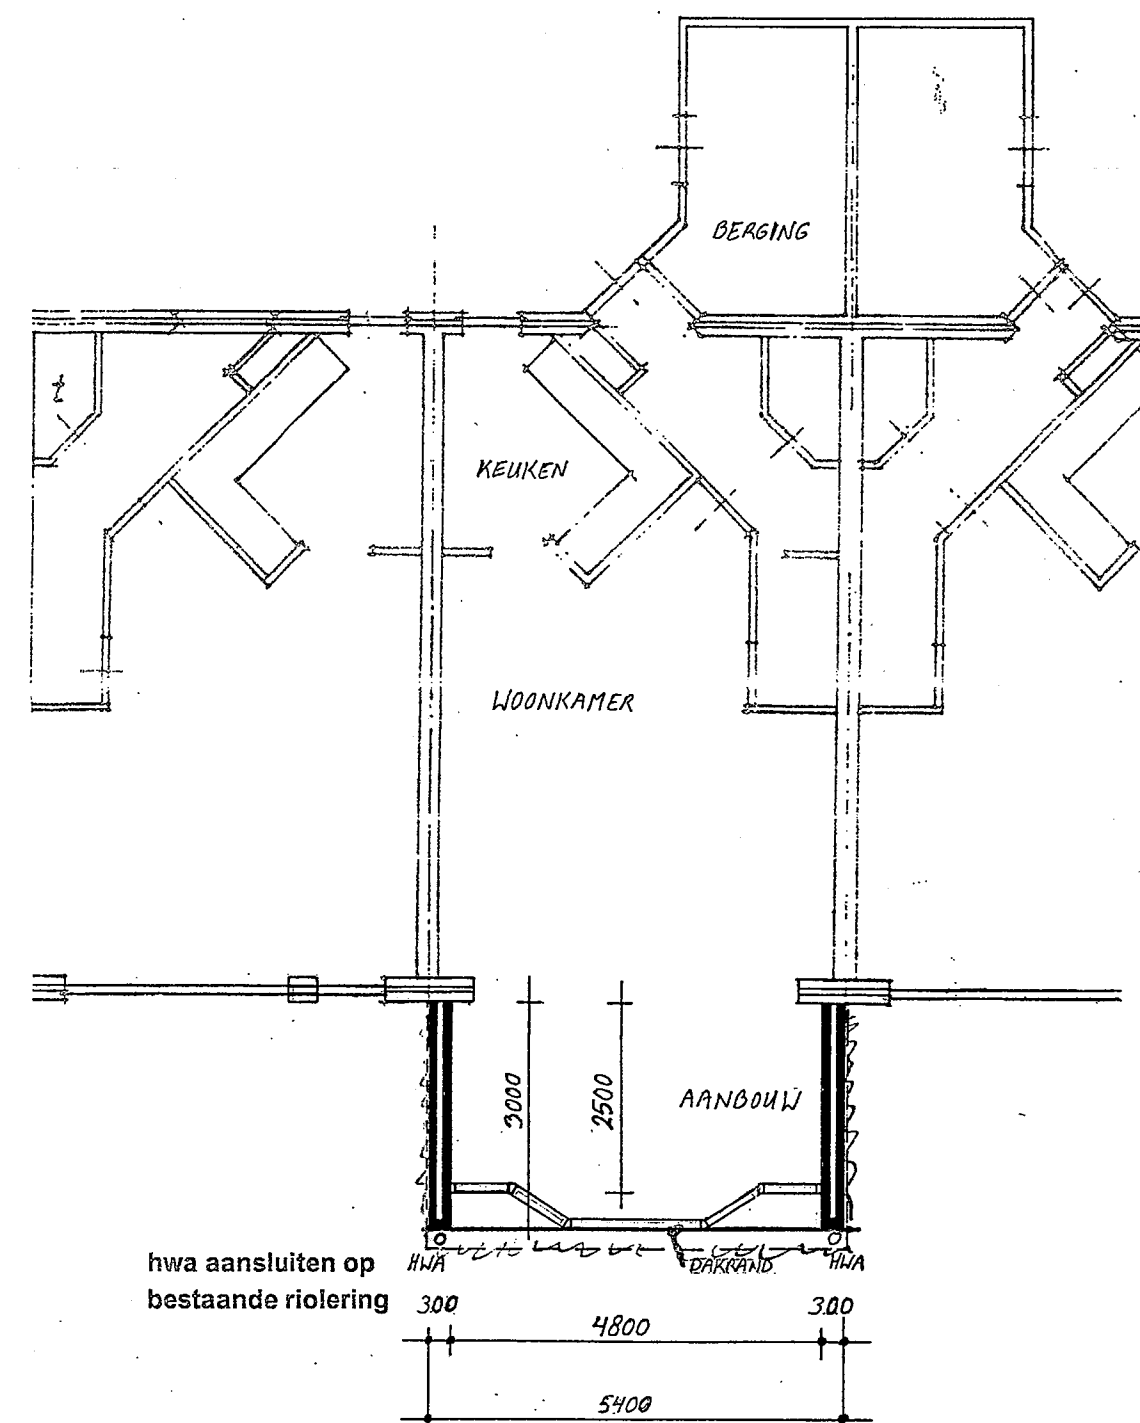 BERGING
KEUKEN
WOONKAMER
AANBOUW
3000
2500
hwa aansluiten op
bestaande riolering
HWA
DAKRAND
HWA
300
4800
300
5400